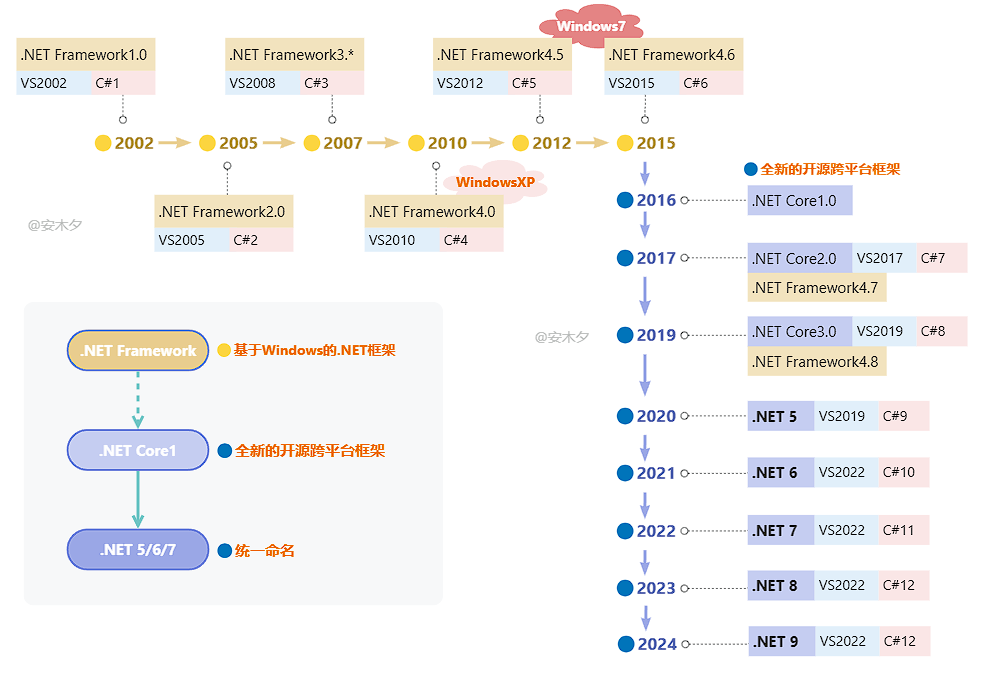 Windows7
.NET Framework1.0
VS2002 C#1
.NET Framework3.*
VS2008 C#3
.NET Framework4.5
VS2012 C#5
.NET Framework4.6
VS2015 C#6
2002 2005 2007 2010 2012 2015
WindowsXP
.NET Framework2.0
VS2005 C#2
.NET Framework4.0
VS2010 C#4
@安木夕
全新的开源跨平台框架
2016 .NET Core1.0
2017 .NET Core2.0 VS2017 C#7
.NET Framework4.7
2019 .NET Core3.0 VS2019 C#8
.NET Framework4.8
@安木夕
2020 .NET 5 VS2019 C#9
2021 .NET 6 VS2022 C#10
2022 .NET 7 VS2022 C#11
2023 .NET 8 VS2022 C#12
2024 .NET 9 VS2022 C#12
.NET Framework 基于Windows的.NET框架
.NET Core1 全新的开源跨平台框架
.NET 5/6/7 统一命名